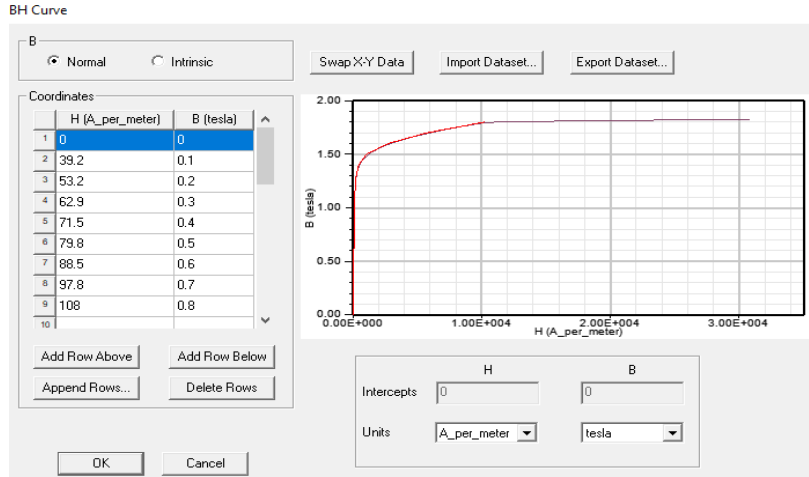 BH Curve
B
Normal Intrinsic
Swap X-Y Data Import Dataset... Export Dataset...
Coordinates
H (A_per_meter) B (tesla)
1 0 0
2 39.2 0.1
3 53.2 0.2
4 62.9 0.3
5 71.5 0.4
6 79.8 0.5
7 88.5 0.6
8 97.8 0.7
9 108 0.8
10
Add Row Above Add Row Below
Append Rows... Delete Rows
OK Cancel
2.00
1.50
1.00
0.50
0.00
B (tesla)
0.00E+000 1.00E+004 2.00E+004 3.00E+004
H (A_per_meter)
H B
Intercepts 0 0
Units A_per_meter tesla